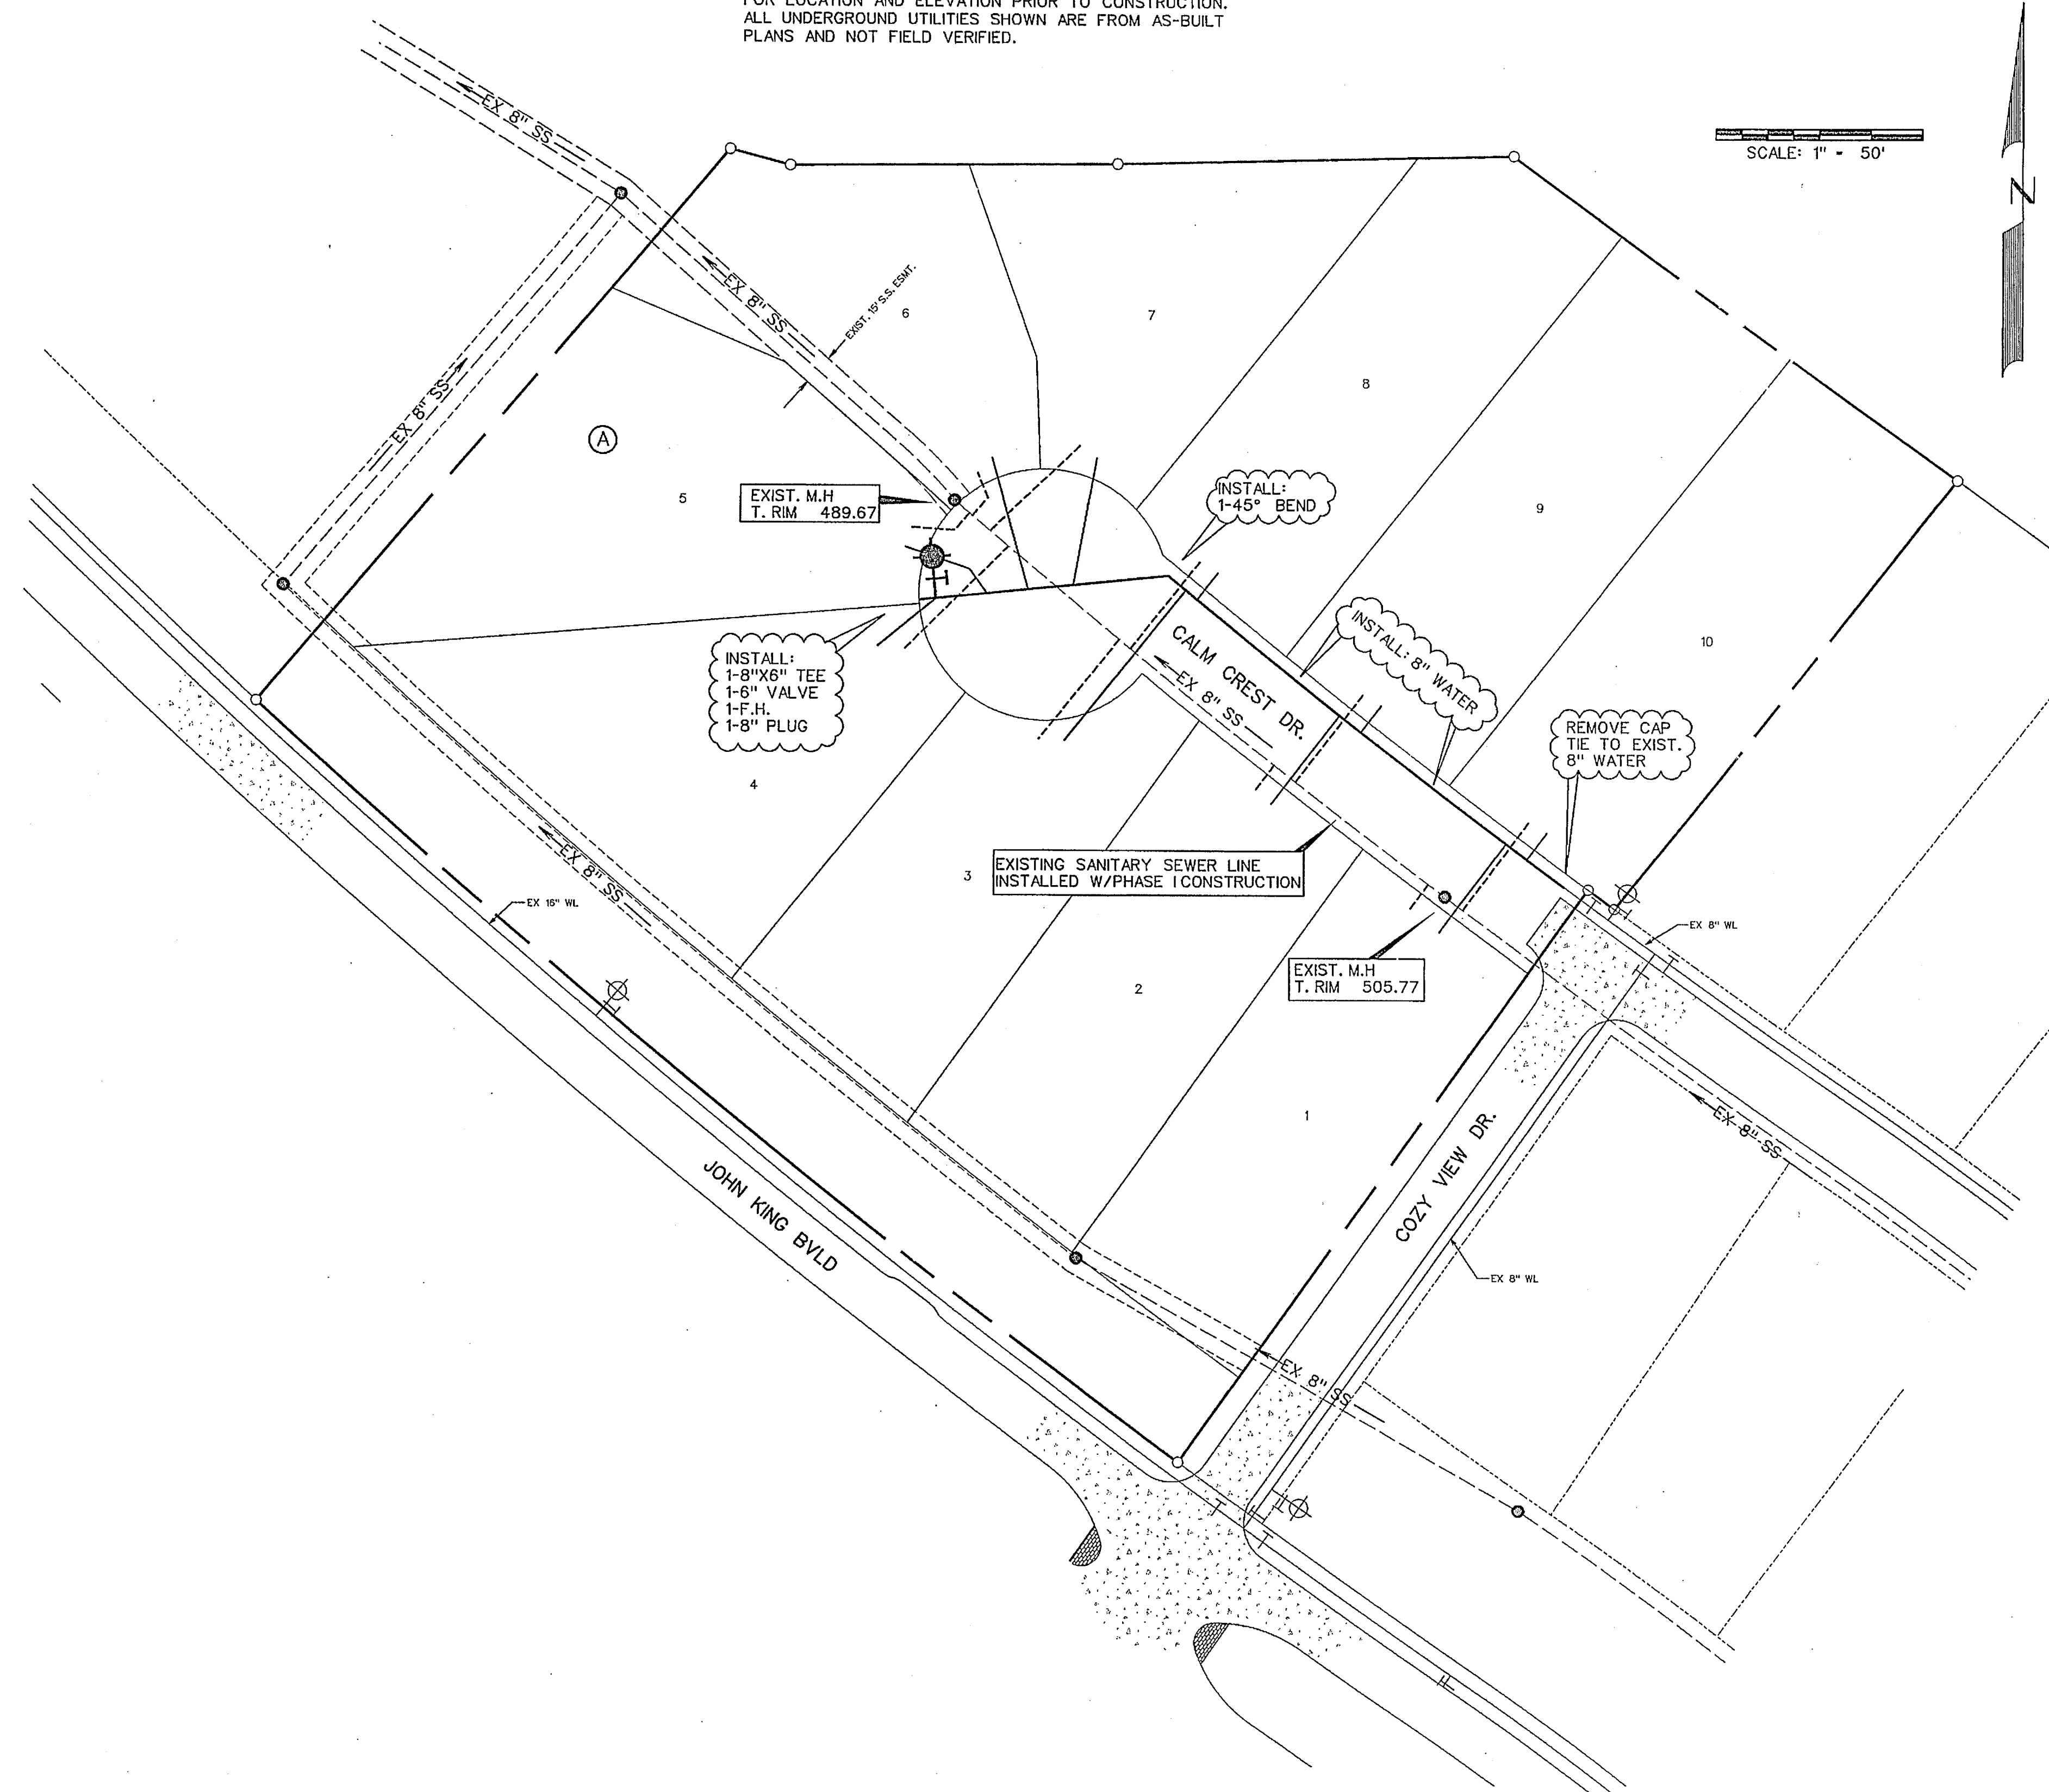 FOR LOCATION AND ELEVATION PRIOR TO CONSTRUCTION.
ALL UNDERGROUND UTILITIES SHOWN ARE FROM AS-BUILT
PLANS AND NOT FIELD VERIFIED.
EX 8" SS
SCALE: 1" - 50'
N
EX 8" SS
EXIST. 15' S.S. ESMT.
6
7
8
EX 8" SS
A
5
EXIST. M.H
T. RIM 489.67
INSTALL:
1-45° BEND
9
10
INSTALL:
1-8"X6" TEE
1-6" VALVE
1-F.H.
1-8" PLUG
CALM CREST DR.
EX 8" SS
INSTALL: 8" WATER
REMOVE CAP
TIE TO EXIST.
8" WATER
4
3
EXISTING SANITARY SEWER LINE
INSTALLED W/PHASE I CONSTRUCTION
EX 8" SS
EX 16" WL
EX 8" WL
EXIST. M.H
T. RIM 505.77
2
1
EX 8" SS
COZY VIEW DR.
JOHN KING BVLD
EX 8" WL
EX 8" SS